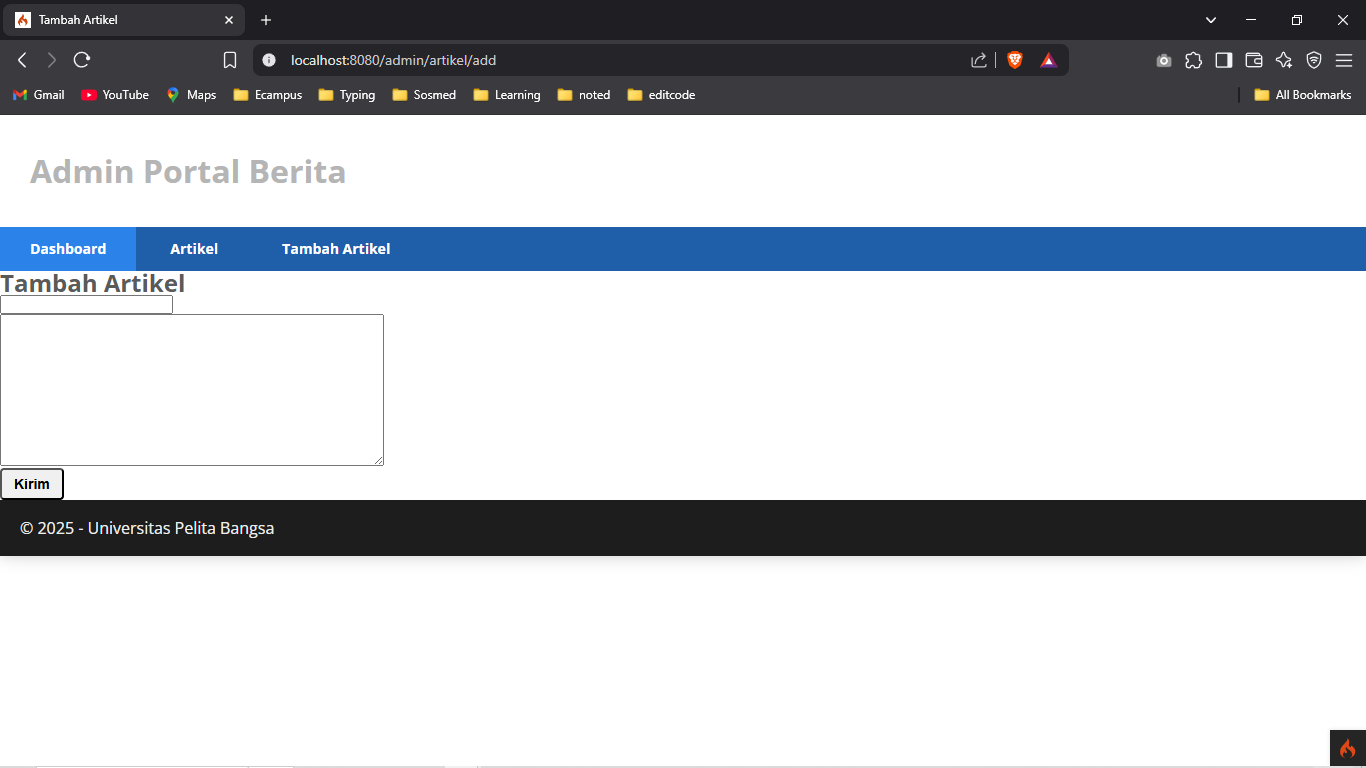 Tambah Artikel
localhost:8080/admin/artikel/add
Gmail YouTube Maps Ecampus Typing Sosmed Learning noted editcode All Bookmarks
Admin Portal Berita
Dashboard Artikel Tambah Artikel
Tambah Artikel
Kirim
© 2025 - Universitas Pelita Bangsa